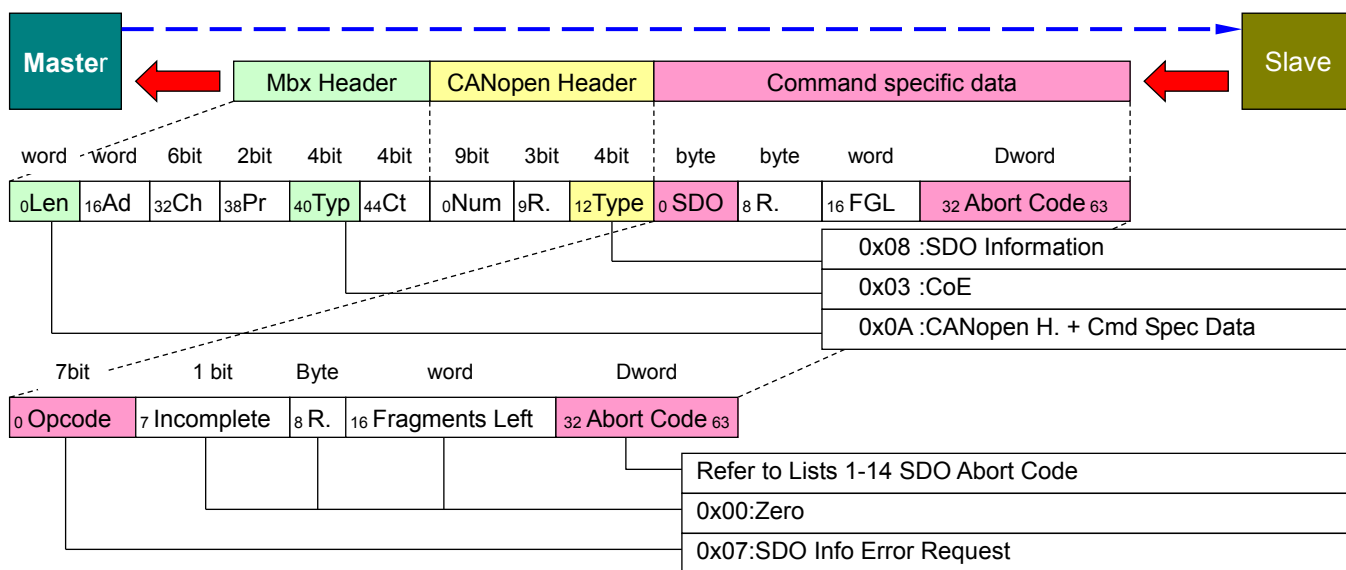 Master
Slave
Mbx Header CANopen Header Command specific data
word word 6bit 2bit 4bit 4bit 9bit 3bit 4bit byte byte word Dword
0Len 16Ad 32Ch 38Pr 40Typ 44Ct 0Num 9R. 12Type 0 SDO 8 R. 16 FGL 32 Abort Code 63
0x08 :SDO Information
0x03 :CoE
0x0A :CANopen H. + Cmd Spec Data
7bit 1 bit Byte word Dword
0 Opcode 7 Incomplete 8 R. 16 Fragments Left 32 Abort Code 63
Refer to Lists 1-14 SDO Abort Code
0x00:Zero
0x07:SDO Info Error Request